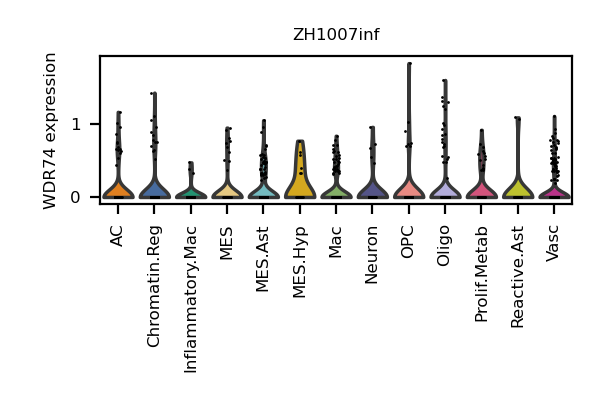 ZH1007inf
WDR74 expression
1
0
AC
Chromatin.Reg
Inflammatory.Mac
MES
MES.Ast
MES.Hyp
Mac
Neuron
OPC
Oligo
Prolif.Metab
Reactive.Ast
Vasc